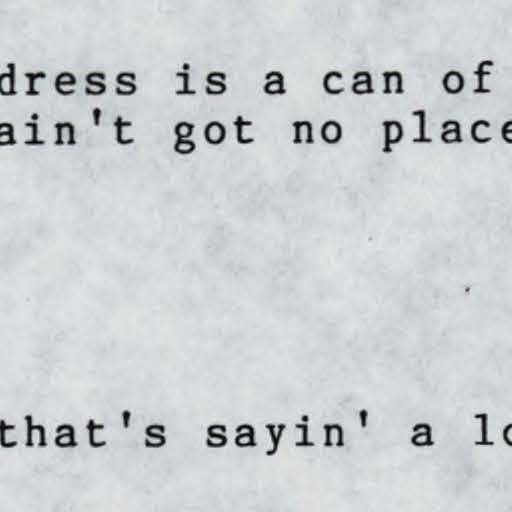 dress is a can of
ain't got no place
that's sayin' a lo